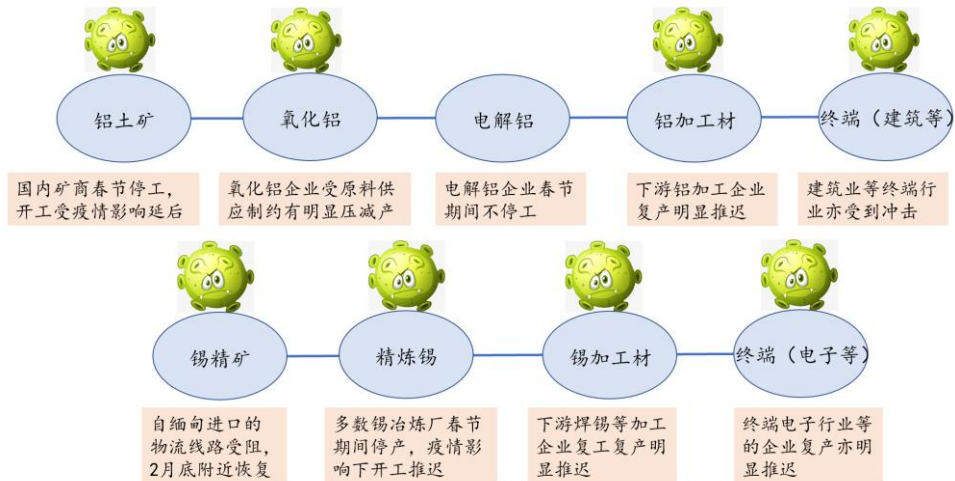 铝土矿
氧化铝
电解铝
铝加工材
终端（建筑等）
国内矿商春节停工，
开工受疫情影响延后
氧化铝企业受原料供
应制约有明显压减产
电解铝企业春节
期间不停工
下游铝加工企业
复产明显推迟
建筑业等终端行
业亦受到冲击
锡精矿
精炼锡
锡加工材
终端（电子等）
自缅甸进口的
物流线路受阻，
2月底附近恢复
多数锡冶炼厂春节
期间停产，疫情影
响下开工推迟
下游焊锡等加工
企业复工复产明
显推迟
终端电子行业等
的企业复产亦明
显推迟